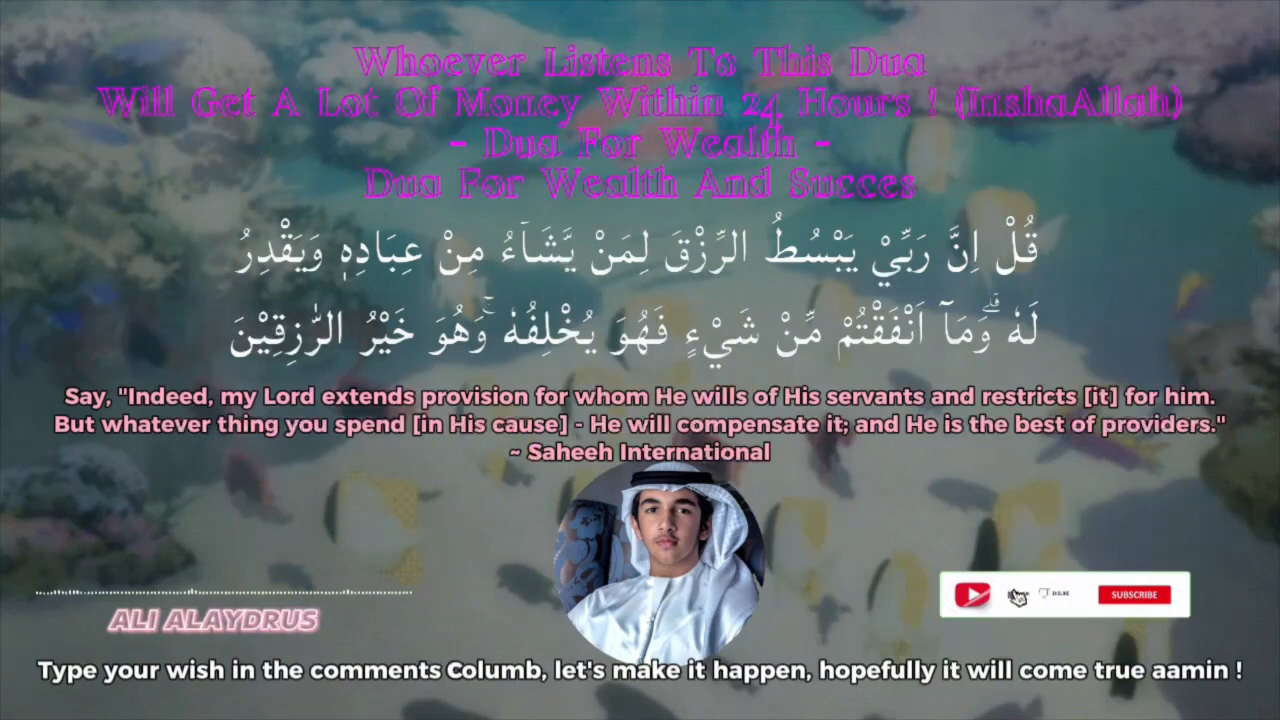 Whoever Listens To This Dua
Will Get A Lot Of Money Within 24 Hours ! (InshaAllah)
- Dua For Wealth -
Dua For Wealth And Succes
قُلْ اِنَّ رَبِّيْ يَبْسُطُ الرِّزْقَ لِمَنْ يَّشَاۤءُ مِنْ عِبَادِهٖ وَيَقْدِرُ
لَهٗ ۗوَمَآ اَنْفَقْتُمْ مِّنْ شَيْءٍ فَهُوَ يُخْلِفُهٗ ۚوَهُوَ خَيْرُ الرّٰزِقِيْنَ
Say, "Indeed, my Lord extends provision for whom He wills of His servants and restricts [it] for him.
But whatever thing you spend [in His cause] - He will compensate it; and He is the best of providers."
~ Saheeh International
ALI ALAYDRUS
SUBSCRIBE
Type your wish in the comments Columb, let's make it happen, hopefully it will come true aamin !